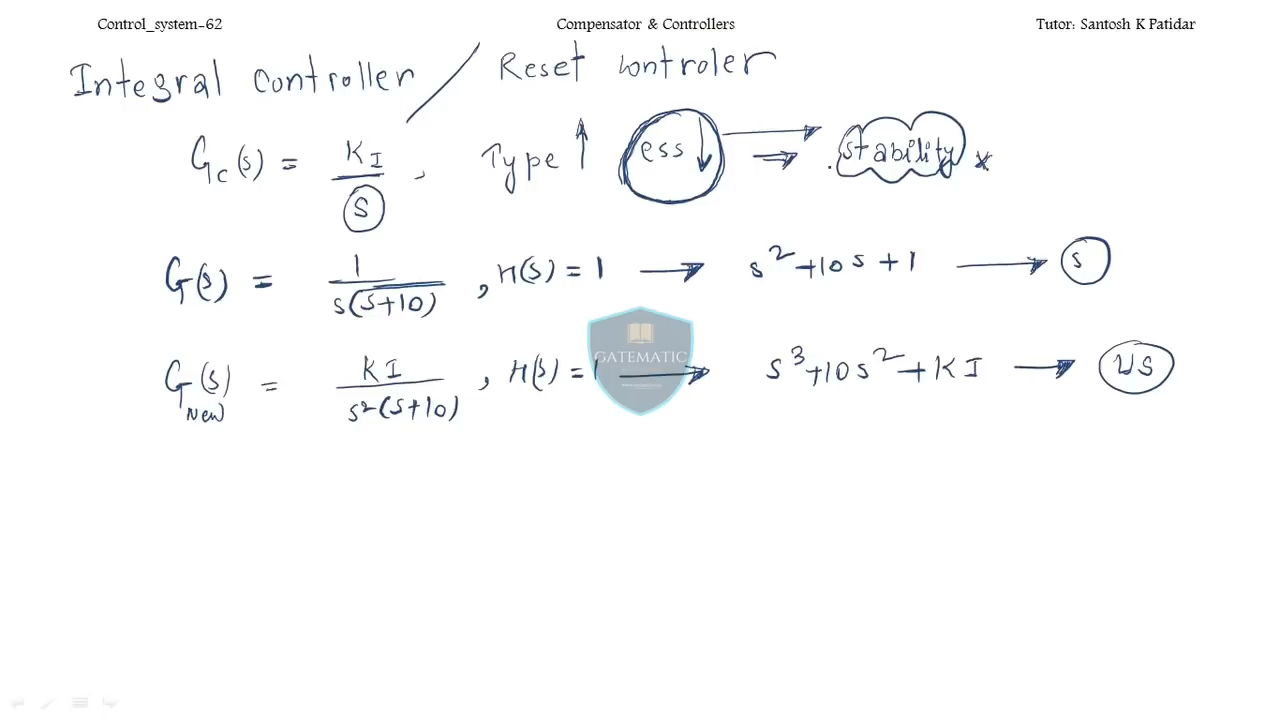 Control_system-62 Compensator & Controllers Tutor: Santosh K Patidar
Integral controller / Reset controler
Gc(s) = KI/S , Type ↑ ess ↓ ⇒ stability ×
G(s) = 1/s(s+10) , H(s) = 1 → s²+10s+1 → S
G(s) New = KI/s²(s+10) , H(s) = 1 → s³+10s²+KI → US
GATEMATIC